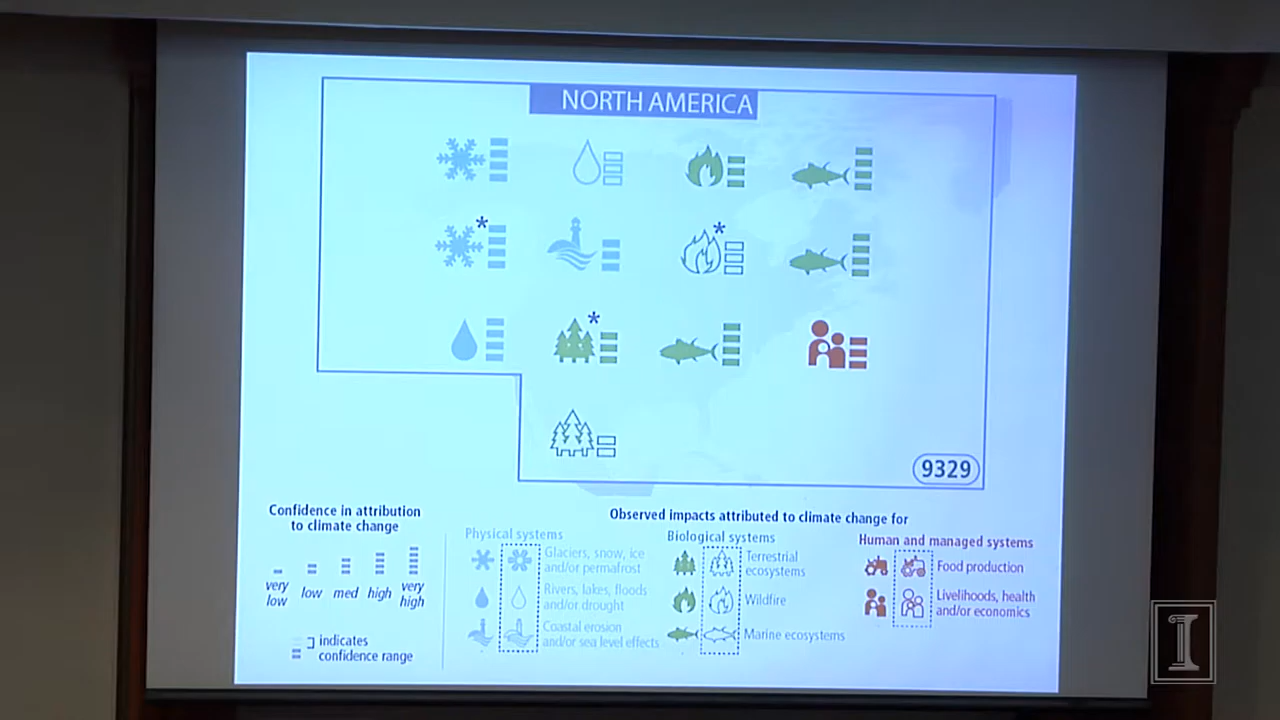 NORTH AMERICA
*
*
*
9329
Confidence in attribution
to climate change
very
low
low
med
high
very
high
indicates
confidence range
Observed impacts attributed to climate change for
Physical systems
Glaciers, snow, ice
and/or permafrost
Rivers, lakes, floods
and/or drought
Coastal erosion
and/or sea level effects
Biological systems
Terrestrial
ecosystems
Wildfire
Marine ecosystems
Human and managed systems
Food production
Livelihoods, health
and/or economics
I